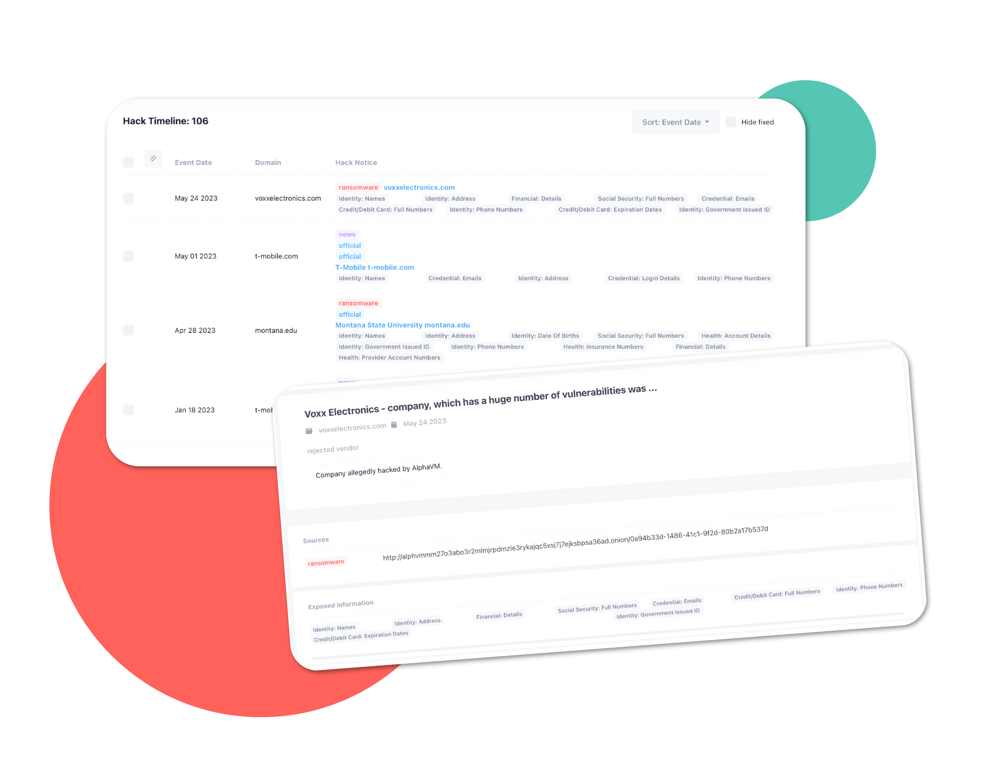 Hack Timeline: 106
Sort: Event Date
Hide fixed
Event Date Domain Hack Notice
ransomware voxxelectronics.com
May 24 2023 voxxelectronics.com
Identity: Names Identity: Address Financial: Details Social Security: Full Numbers Credential: Emails
Credit/Debit Card: Full Numbers Identity: Phone Numbers Credit/Debit Card: Expiration Dates Identity: Government Issued ID
news
official
May 01 2023 t-mobile.com
official
T-Mobile t-mobile.com
Identity: Names Credential: Emails Identity: Address Credential: Login Details Identity: Phone Numbers
ransomware
official
Montana State University montana.edu
Apr 28 2023 montana.edu
Identity: Names Identity: Address Identity: Date Of Births Social Security: Full Numbers Health: Account Details
Identity: Government Issued ID Identity: Phone Numbers Health: Insurance Numbers Financial: Details
Health: Provider Account Numbers
news
Jan 18 2023 t-mob
Voxx Electronics - company, which has a huge number of vulnerabilities was ...
voxxelectronics.com May 24 2023
rejected vendor
Company allegedly hacked by AlphaVM.
Sources
ransomware http://alphvmmm27o3abo3r2mlmjrpdmzle3rykajqc5xsj7j7ejksbpsa36ad.onion/0a94b33d-1486-41c1-9f2d-80b2a17b537d
Exposed information
Identity: Names Identity: Address Financial: Details Social Security: Full Numbers Credential: Emails Credit/Debit Card: Full Numbers Identity: Phone Numbers
Credit/Debit Card: Expiration Dates Identity: Government Issued ID